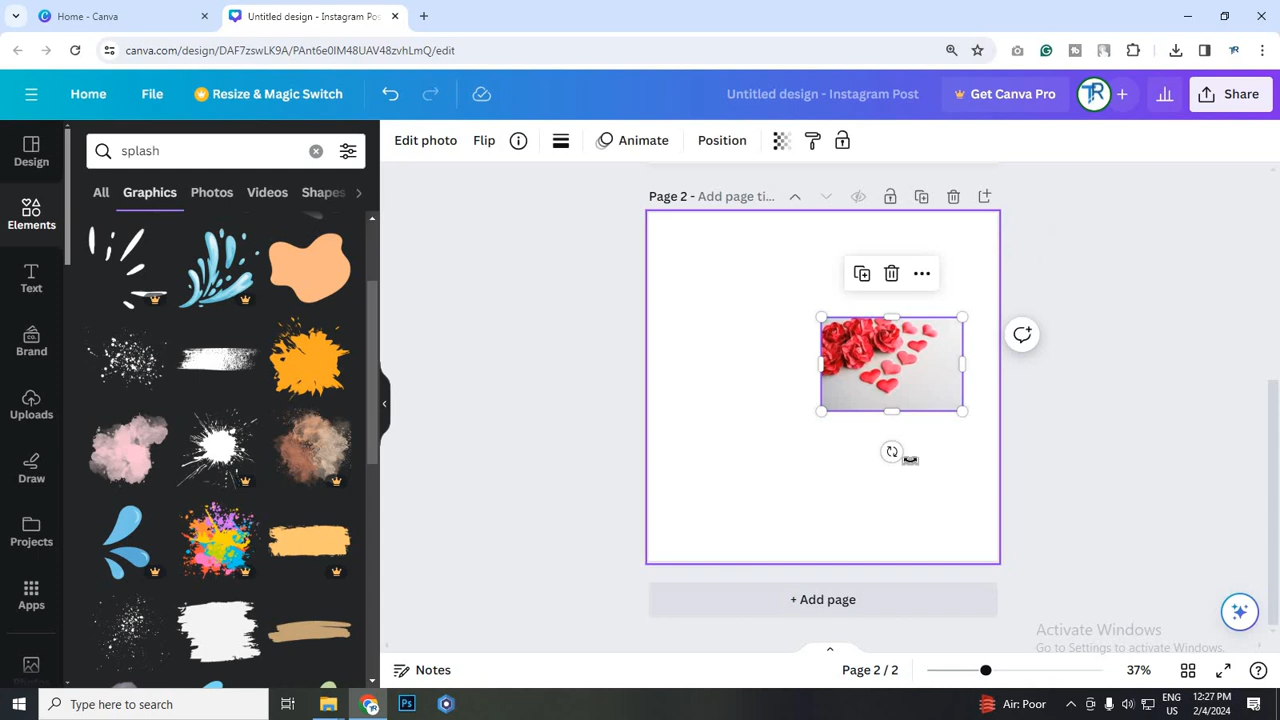 Home - Canva
Untitled design - Instagram Post
canva.com/design/DAF7zswLK9A/PAnt6e0IM48UAV48zvhLmQ/edit
Home
File
Resize & Magic Switch
Untitled design - Instagram Post
Get Canva Pro
Share
Design
Elements
Text
Brand
Uploads
Draw
Projects
Apps
splash
All
Graphics
Photos
Videos
Shapes
Edit photo
Flip
Animate
Position
Page 2 - Add page ti...
+ Add page
Activate Windows
Go to Settings to activate Windows.
Notes
Page 2 / 2
37%
Type here to search
Ps
Air: Poor
ENG
US
12:27 PM
2/4/2024